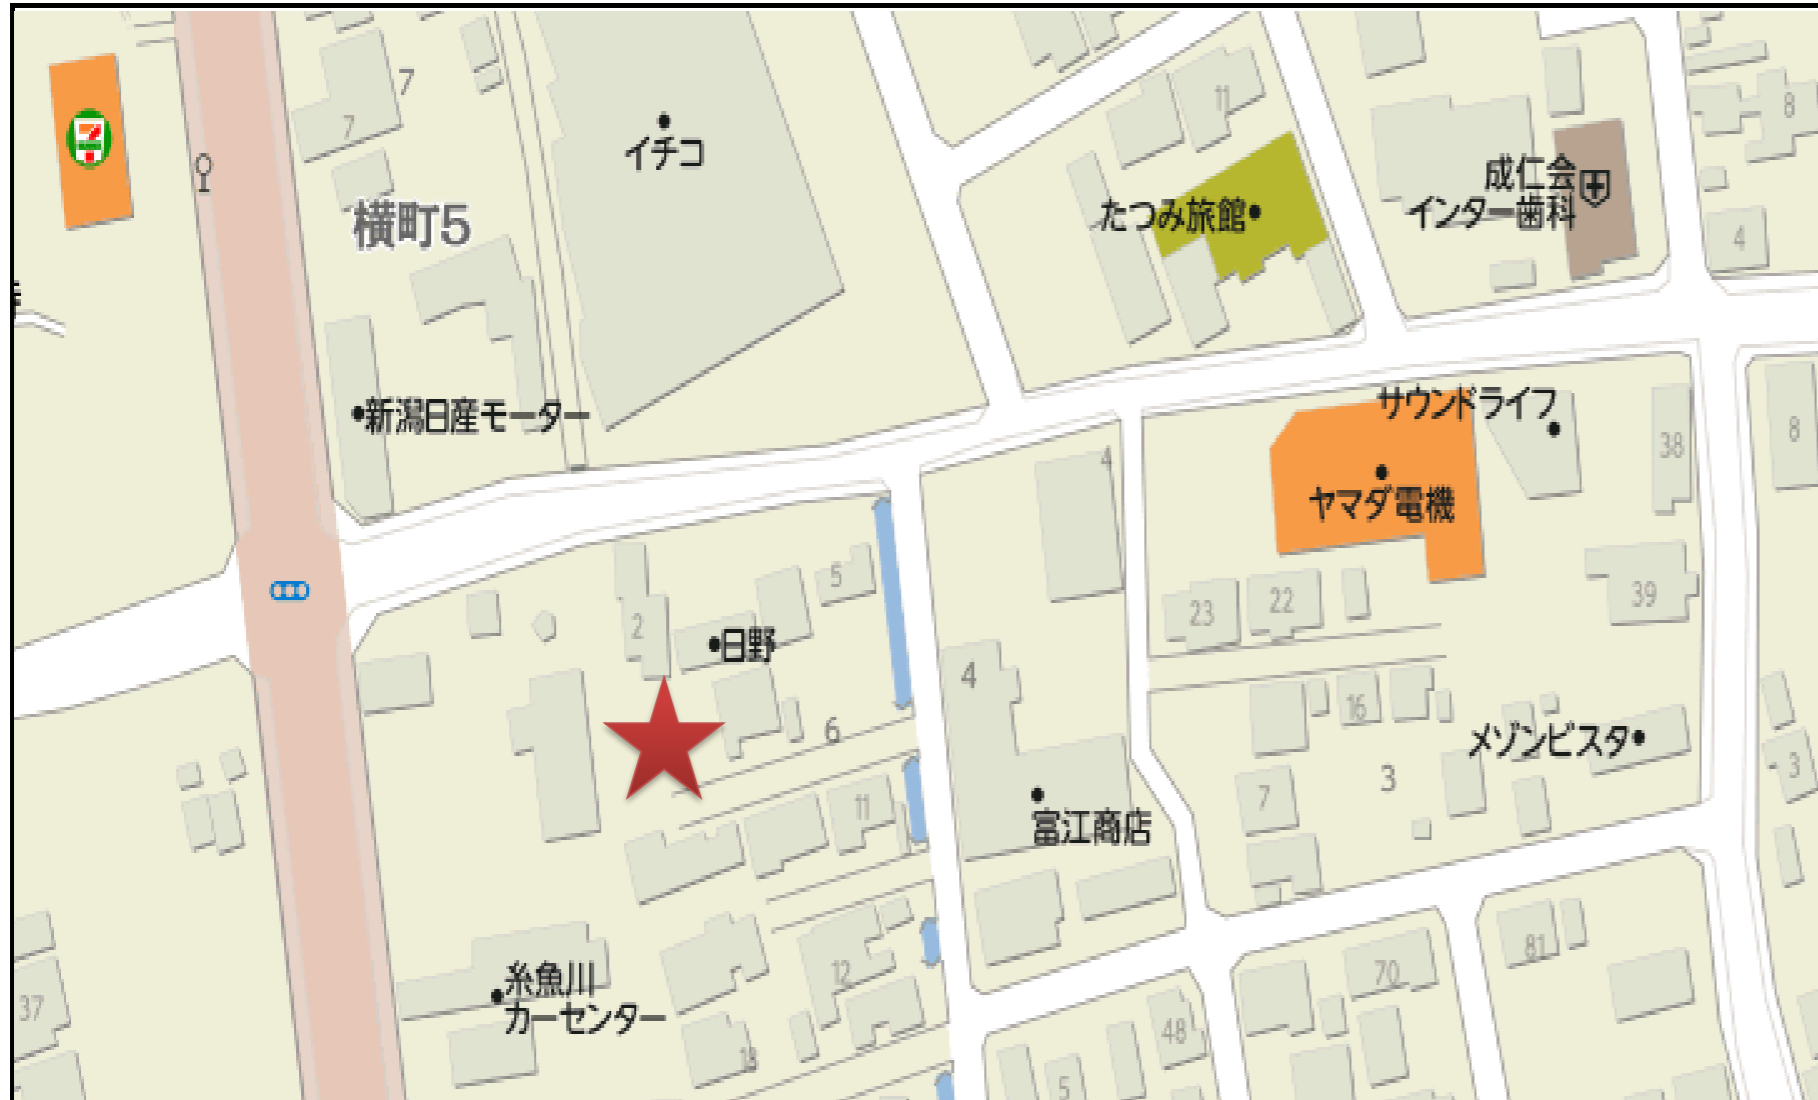 7
7
11
8
イチコ
成仁会
インター歯科
横町5
たつみ旅館
4
新潟日産モーター
サウンドライフ
38
8
4
ヤマダ電機
5
23
22
39
2
日野
4
16
6
メゾンビスタ
3
3
7
11
富江商店
81
12
70
糸魚川
カーセンター
37
18
48
5